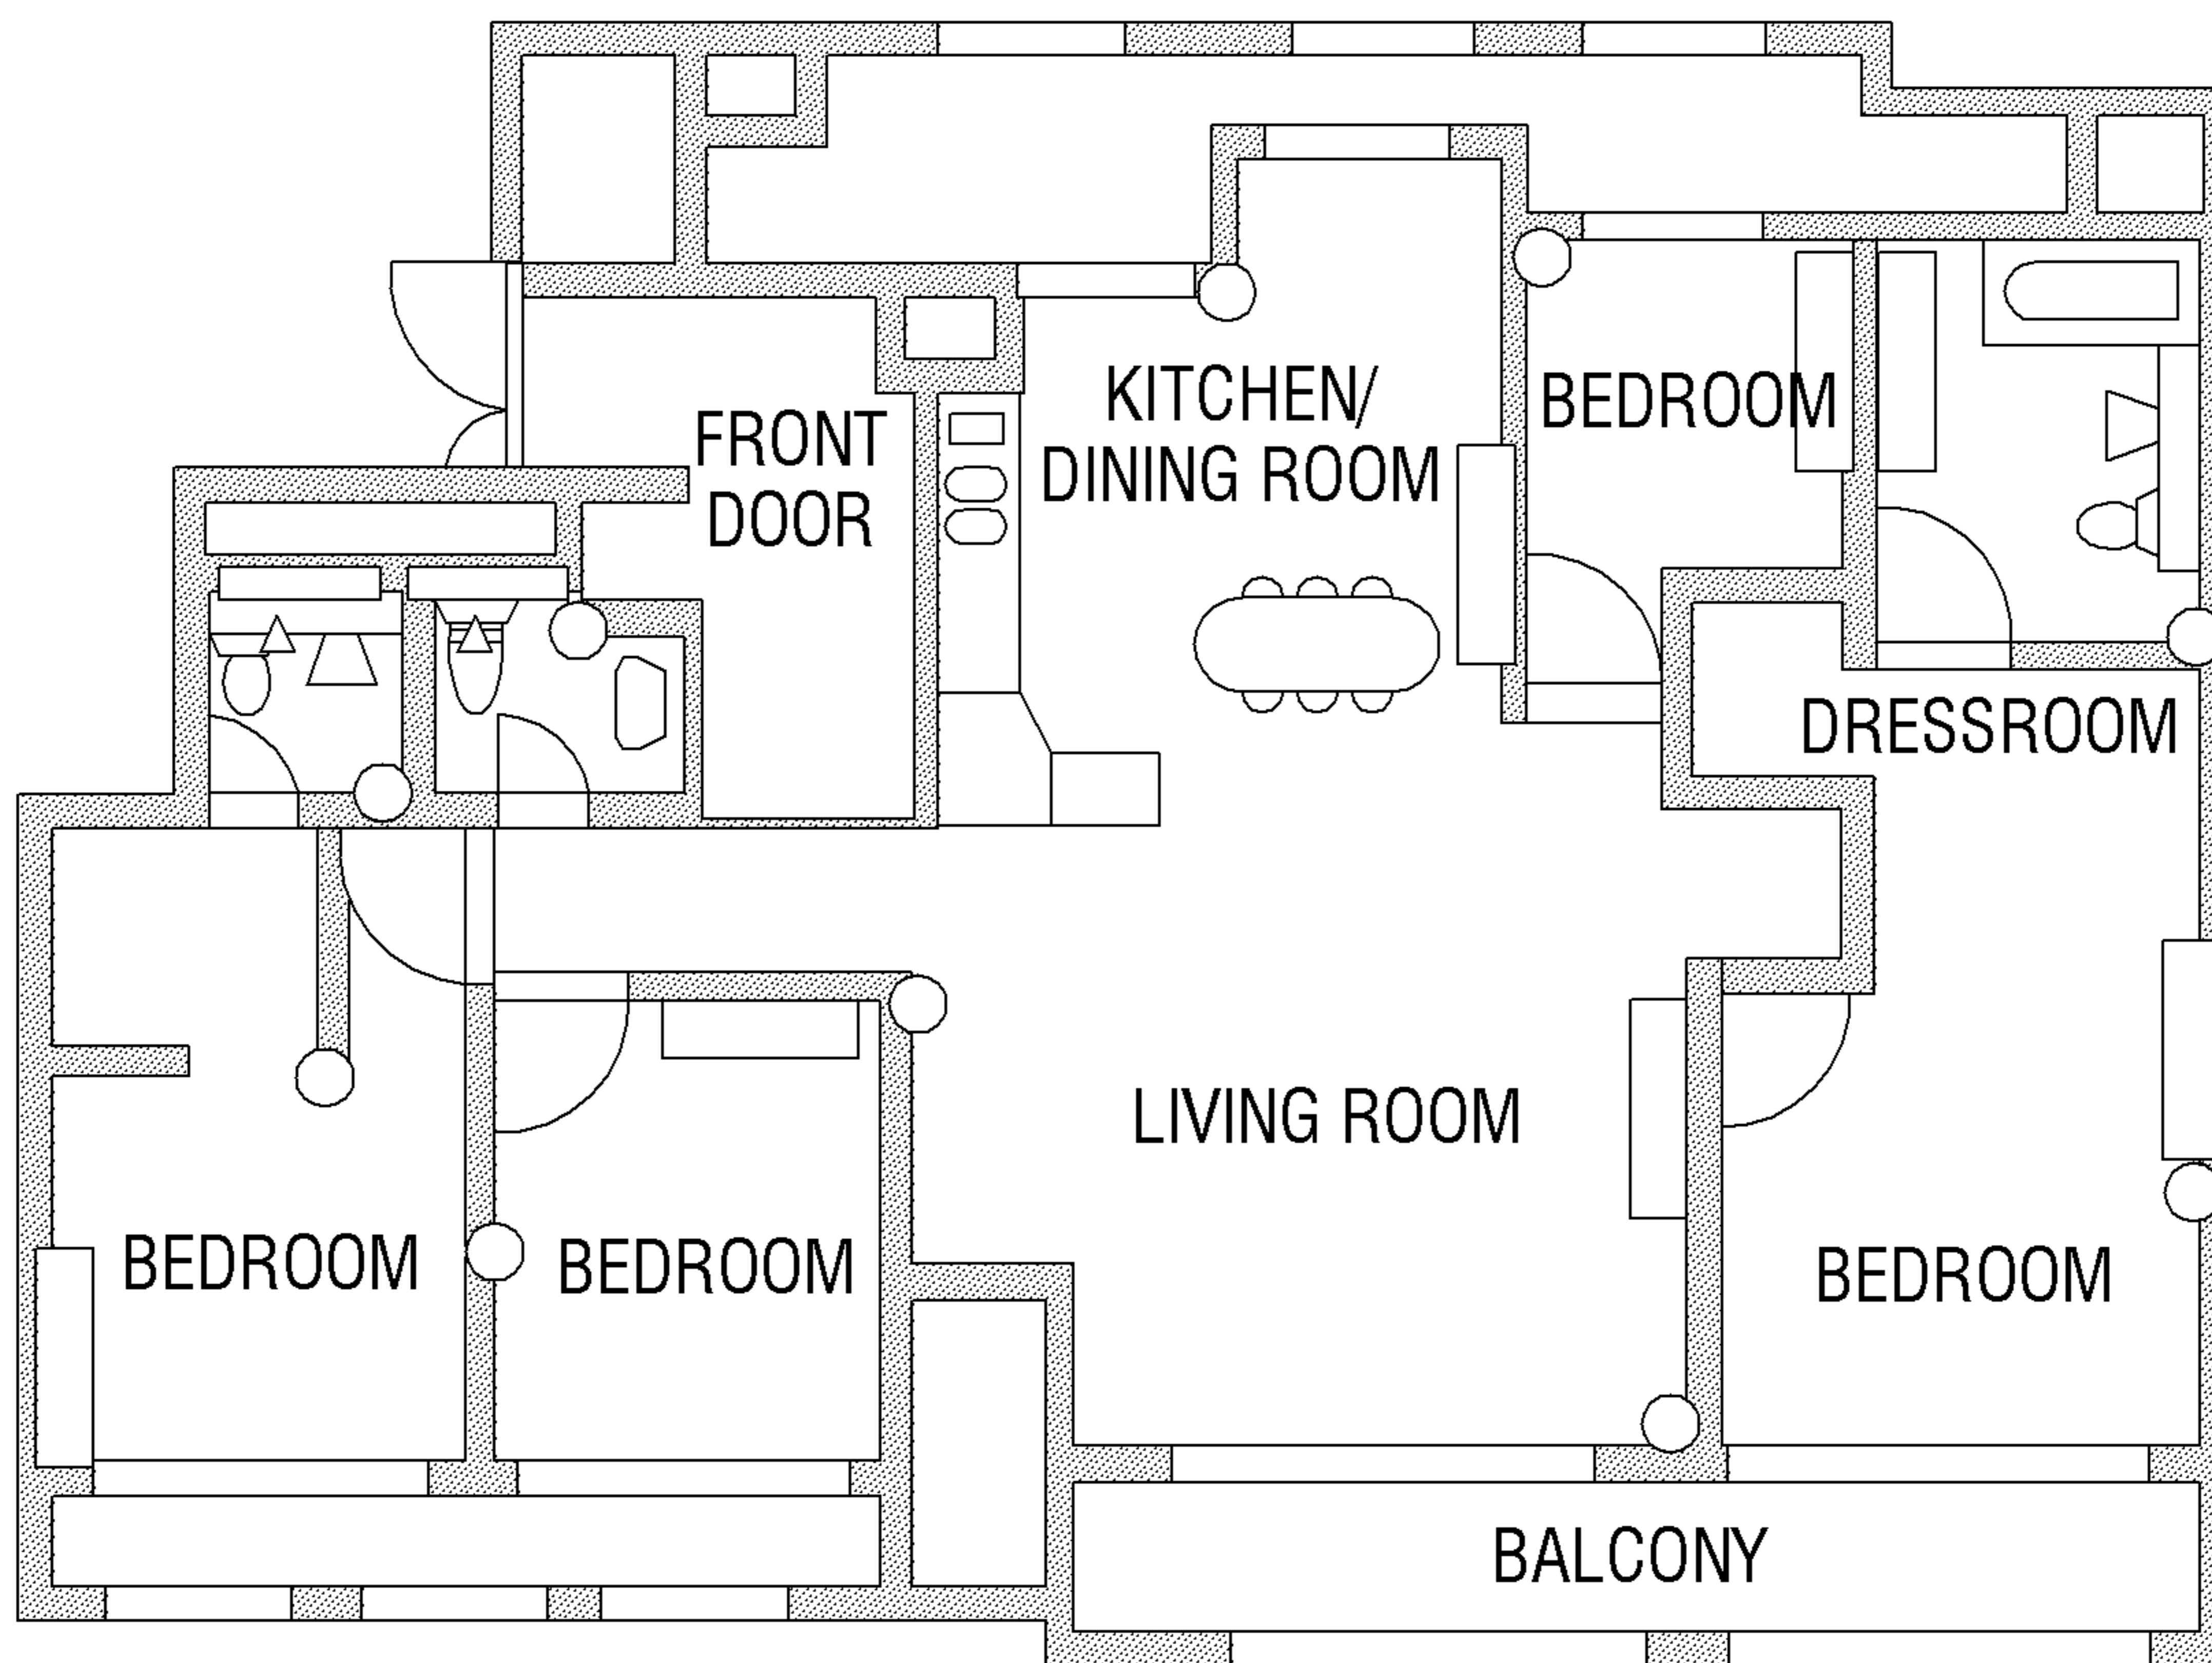 FRONT
DOOR
KITCHEN/
DINING ROOM
BEDROOM
DRESSROOM
LIVING ROOM
BEDROOM
BEDROOM
BEDROOM
BALCONY